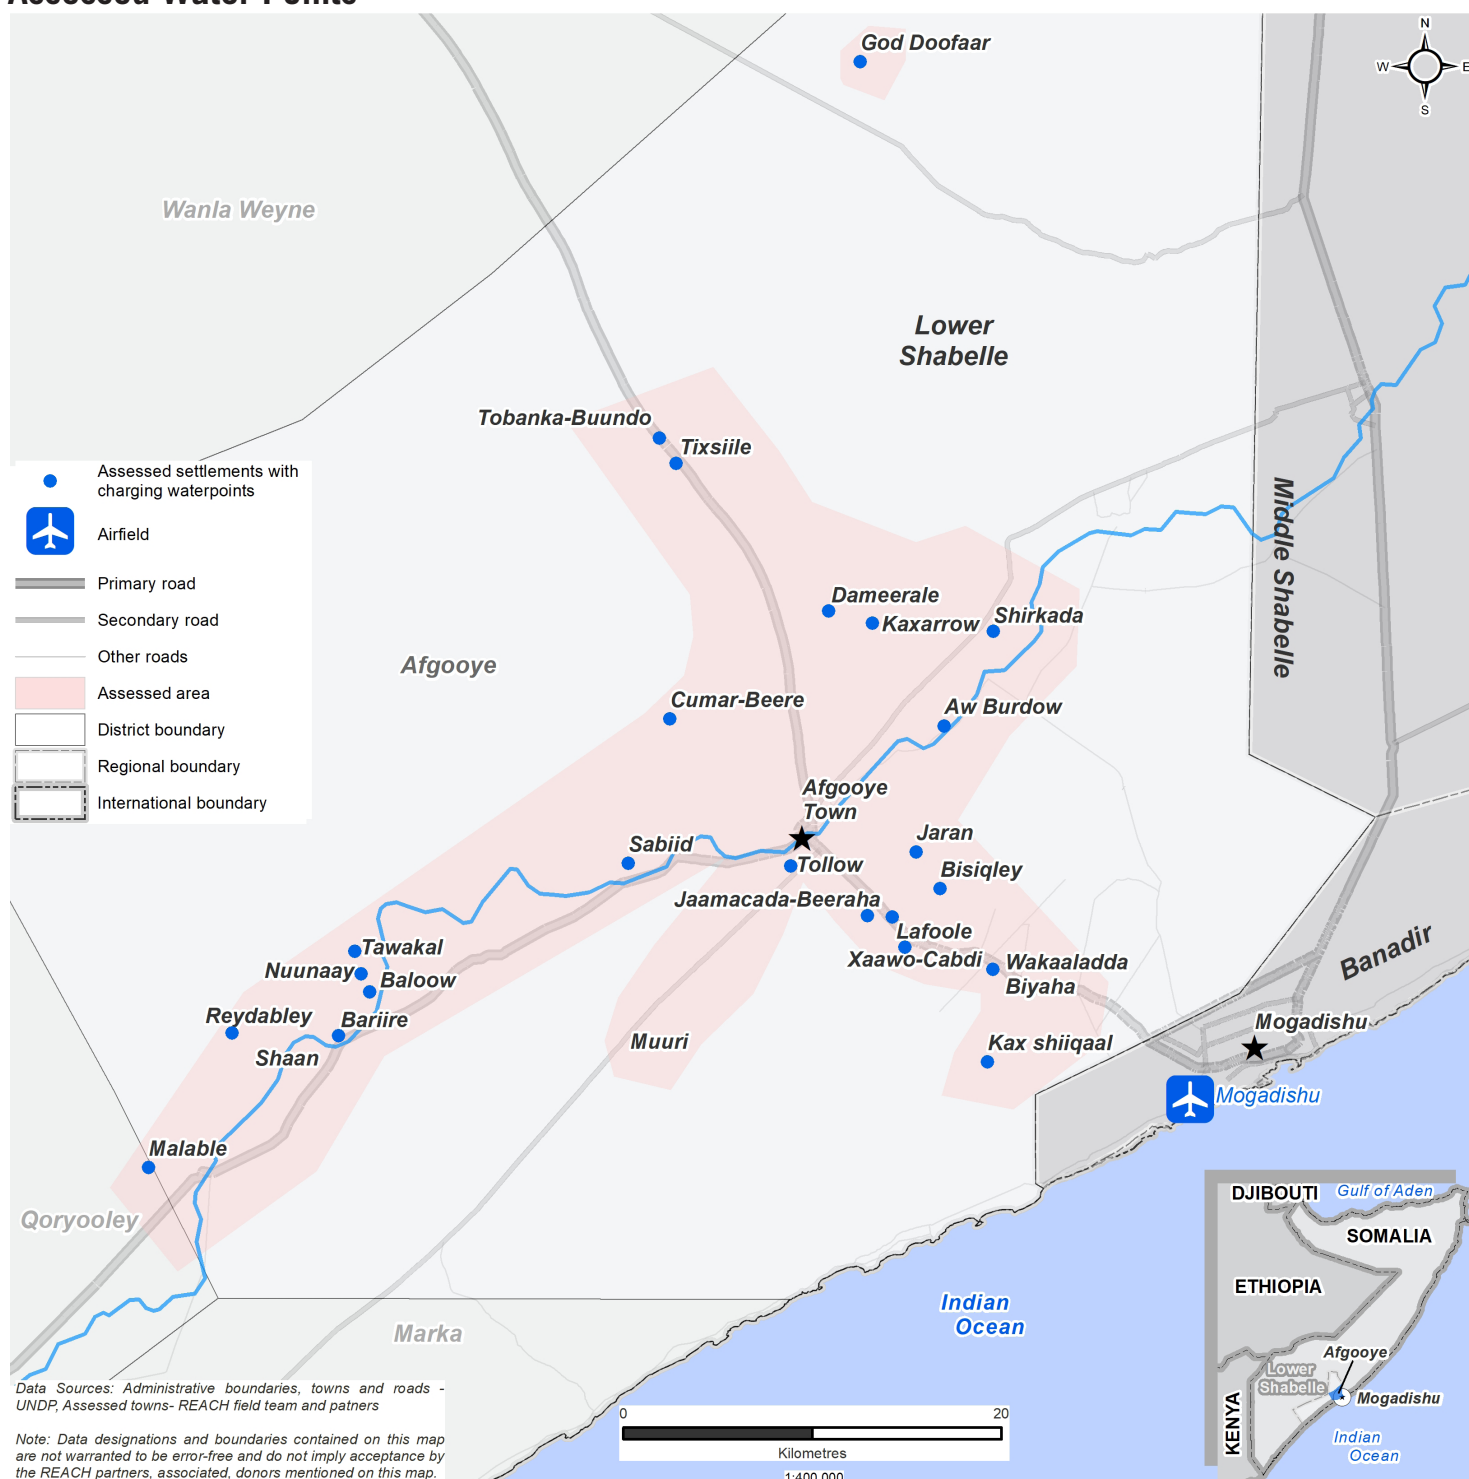 God Doofaar
N
W
E
S
Wanla Weyne
Lower
Shabelle
Tobanka-Buundo
Tixsiile
Assessed settlements with
charging waterpoints
Airfield
Primary road
Secondary road
Other roads
Assessed area
District boundary
Regional boundary
International boundary
Middle Shabelle
Dameerale
Kaxarrow
Shirkada
Afgooye
Cumar-Beere
Aw Burdow
Afgooye
Town
Sabiid
Tollow
Jaran
Bisiqley
Jaamacada-Beeraha
Lafoole
Xaawo-Cabdi
Wakaaladda
Biyaha
Banadir
Tawakal
Nuunaay
Baloow
Reydabley
Bariire
Shaan
Muuri
Kax shiiqaal
Mogadishu
Mogadishu
Malable
Qoryooley
Marka
Indian
Ocean
DJIBOUTI
Gulf of Aden
SOMALIA
ETHIOPIA
Afgooye
Lower
Shabelle
Mogadishu
KENYA
Indian
Ocean
Data Sources: Administrative boundaries, towns and roads -
UNDP, Assessed towns- REACH field team and patners
Note: Data designations and boundaries contained on this map
are not warranted to be error-free and do not imply acceptance by
the REACH partners, associated, donors mentioned on this map.
0
20
Kilometres
1:400,000